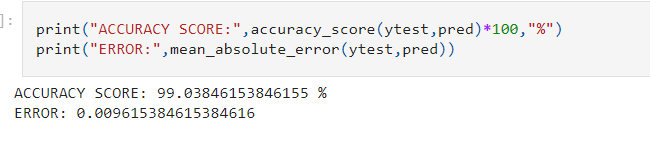 ]:
print("ACCURACY SCORE:",accuracy_score(ytest,pred)*100,"%")
print("ERROR:",mean_absolute_error(ytest,pred))
ACCURACY SCORE: 99.03846153846155 %
ERROR: 0.009615384615384616